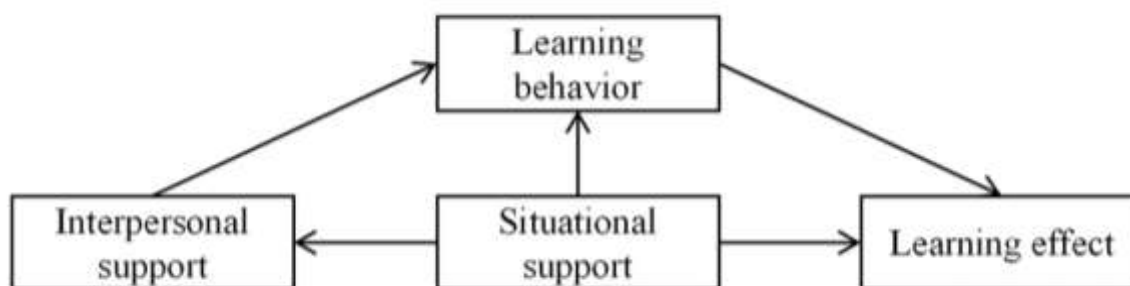 Learning
behavior
Interpersonal
support
Situational
support
Learning effect